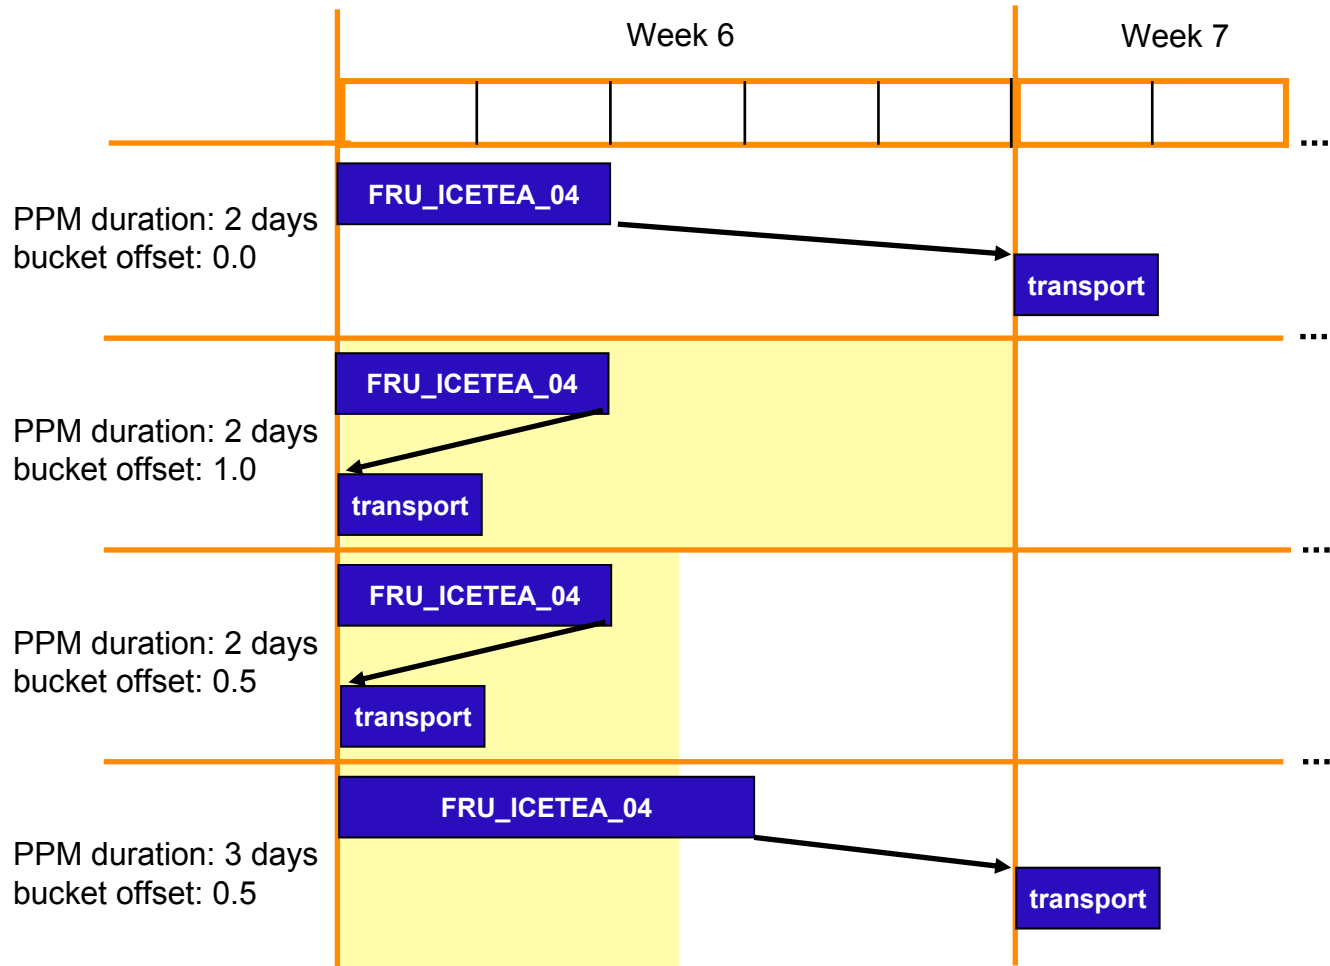 Week 6
Week 7
...
FRU_ICETEA_04
PPM duration: 2 days
bucket offset: 0.0
transport
...
FRU_ICETEA_04
PPM duration: 2 days
bucket offset: 1.0
transport
...
FRU_ICETEA_04
PPM duration: 2 days
bucket offset: 0.5
transport
...
FRU_ICETEA_04
PPM duration: 3 days
bucket offset: 0.5
transport